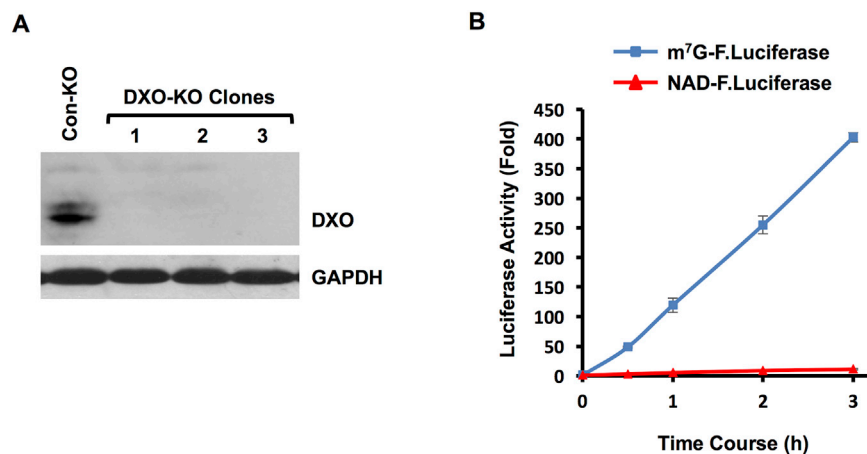 A
Con-KO
DXO-KO Clones
1 2 3
DXO
GAPDH
B
m⁷G-F.Luciferase
NAD-F.Luciferase
Luciferase Activity (Fold)
450
400
350
300
250
200
150
100
50
0
0 1 2 3
Time Course (h)